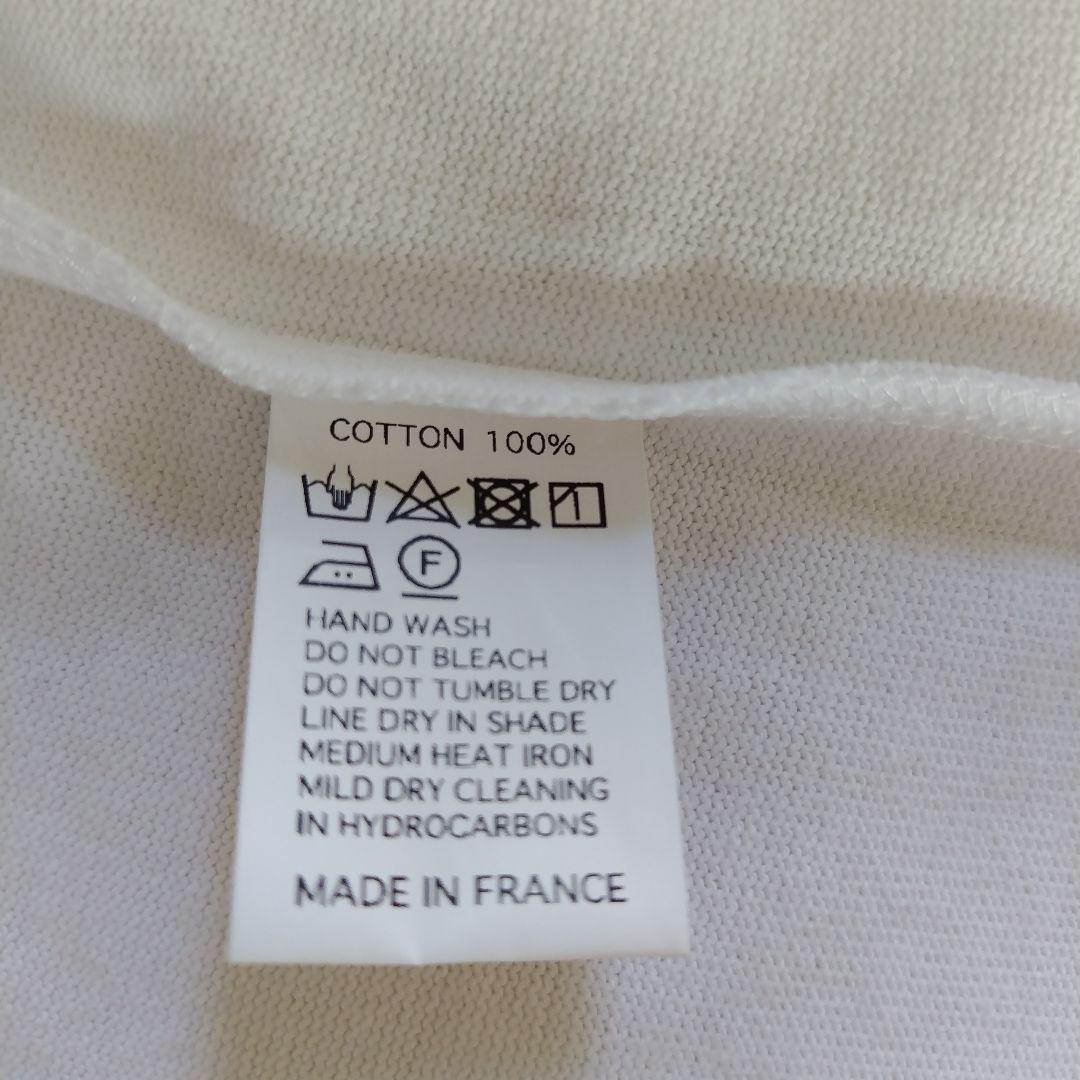 COTTON 100%
F
HAND WASH
DO NOT BLEACH
DO NOT TUMBLE DRY
LINE DRY IN SHADE
MEDIUM HEAT IRON
MILD DRY CLEANING
IN HYDROCARBONS
MADE IN FRANCE